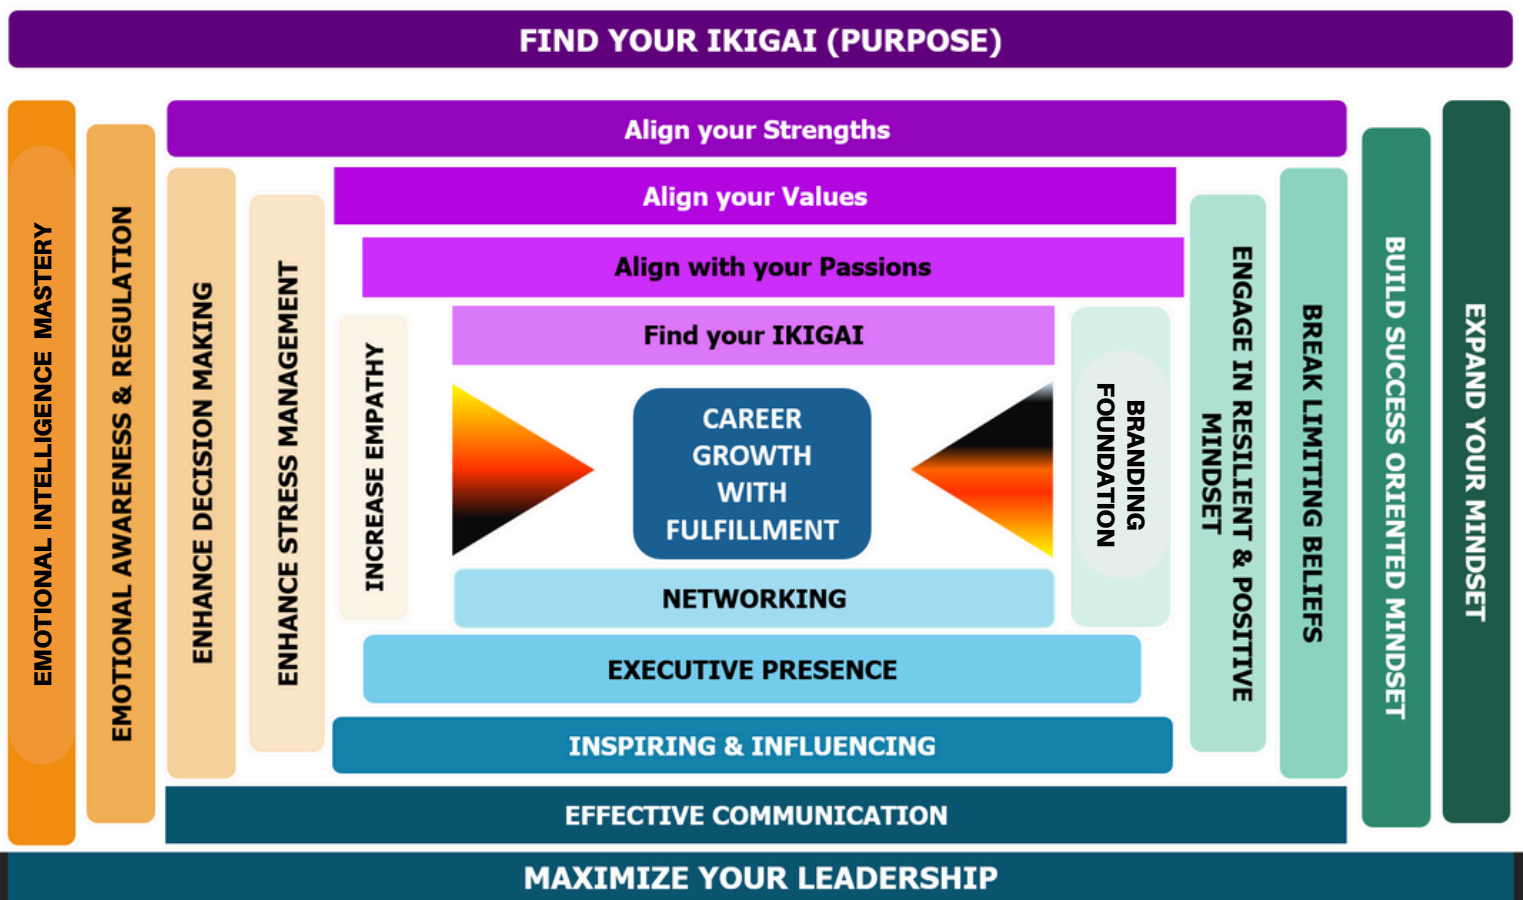 FIND YOUR IKIGAI (PURPOSE)
Align your Strengths
Align your Values
Align with your Passions
Find your IKIGAI
EMOTIONAL INTELLIGENCE MASTERY
EMOTIONAL AWARENESS & REGULATION
ENHANCE DECISION MAKING
ENHANCE STRESS MANAGEMENT
INCREASE EMPATHY
CAREER
GROWTH
WITH
FULFILLMENT
BRANDING
FOUNDATION
ENGAGE IN RESILIENT & POSITIVE
MINDSET
BREAK LIMITING BELIEFS
BUILD SUCCESS ORIENTED MINDSET
EXPAND YOUR MINDSET
NETWORKING
EXECUTIVE PRESENCE
INSPIRING & INFLUENCING
EFFECTIVE COMMUNICATION
MAXIMIZE YOUR LEADERSHIP